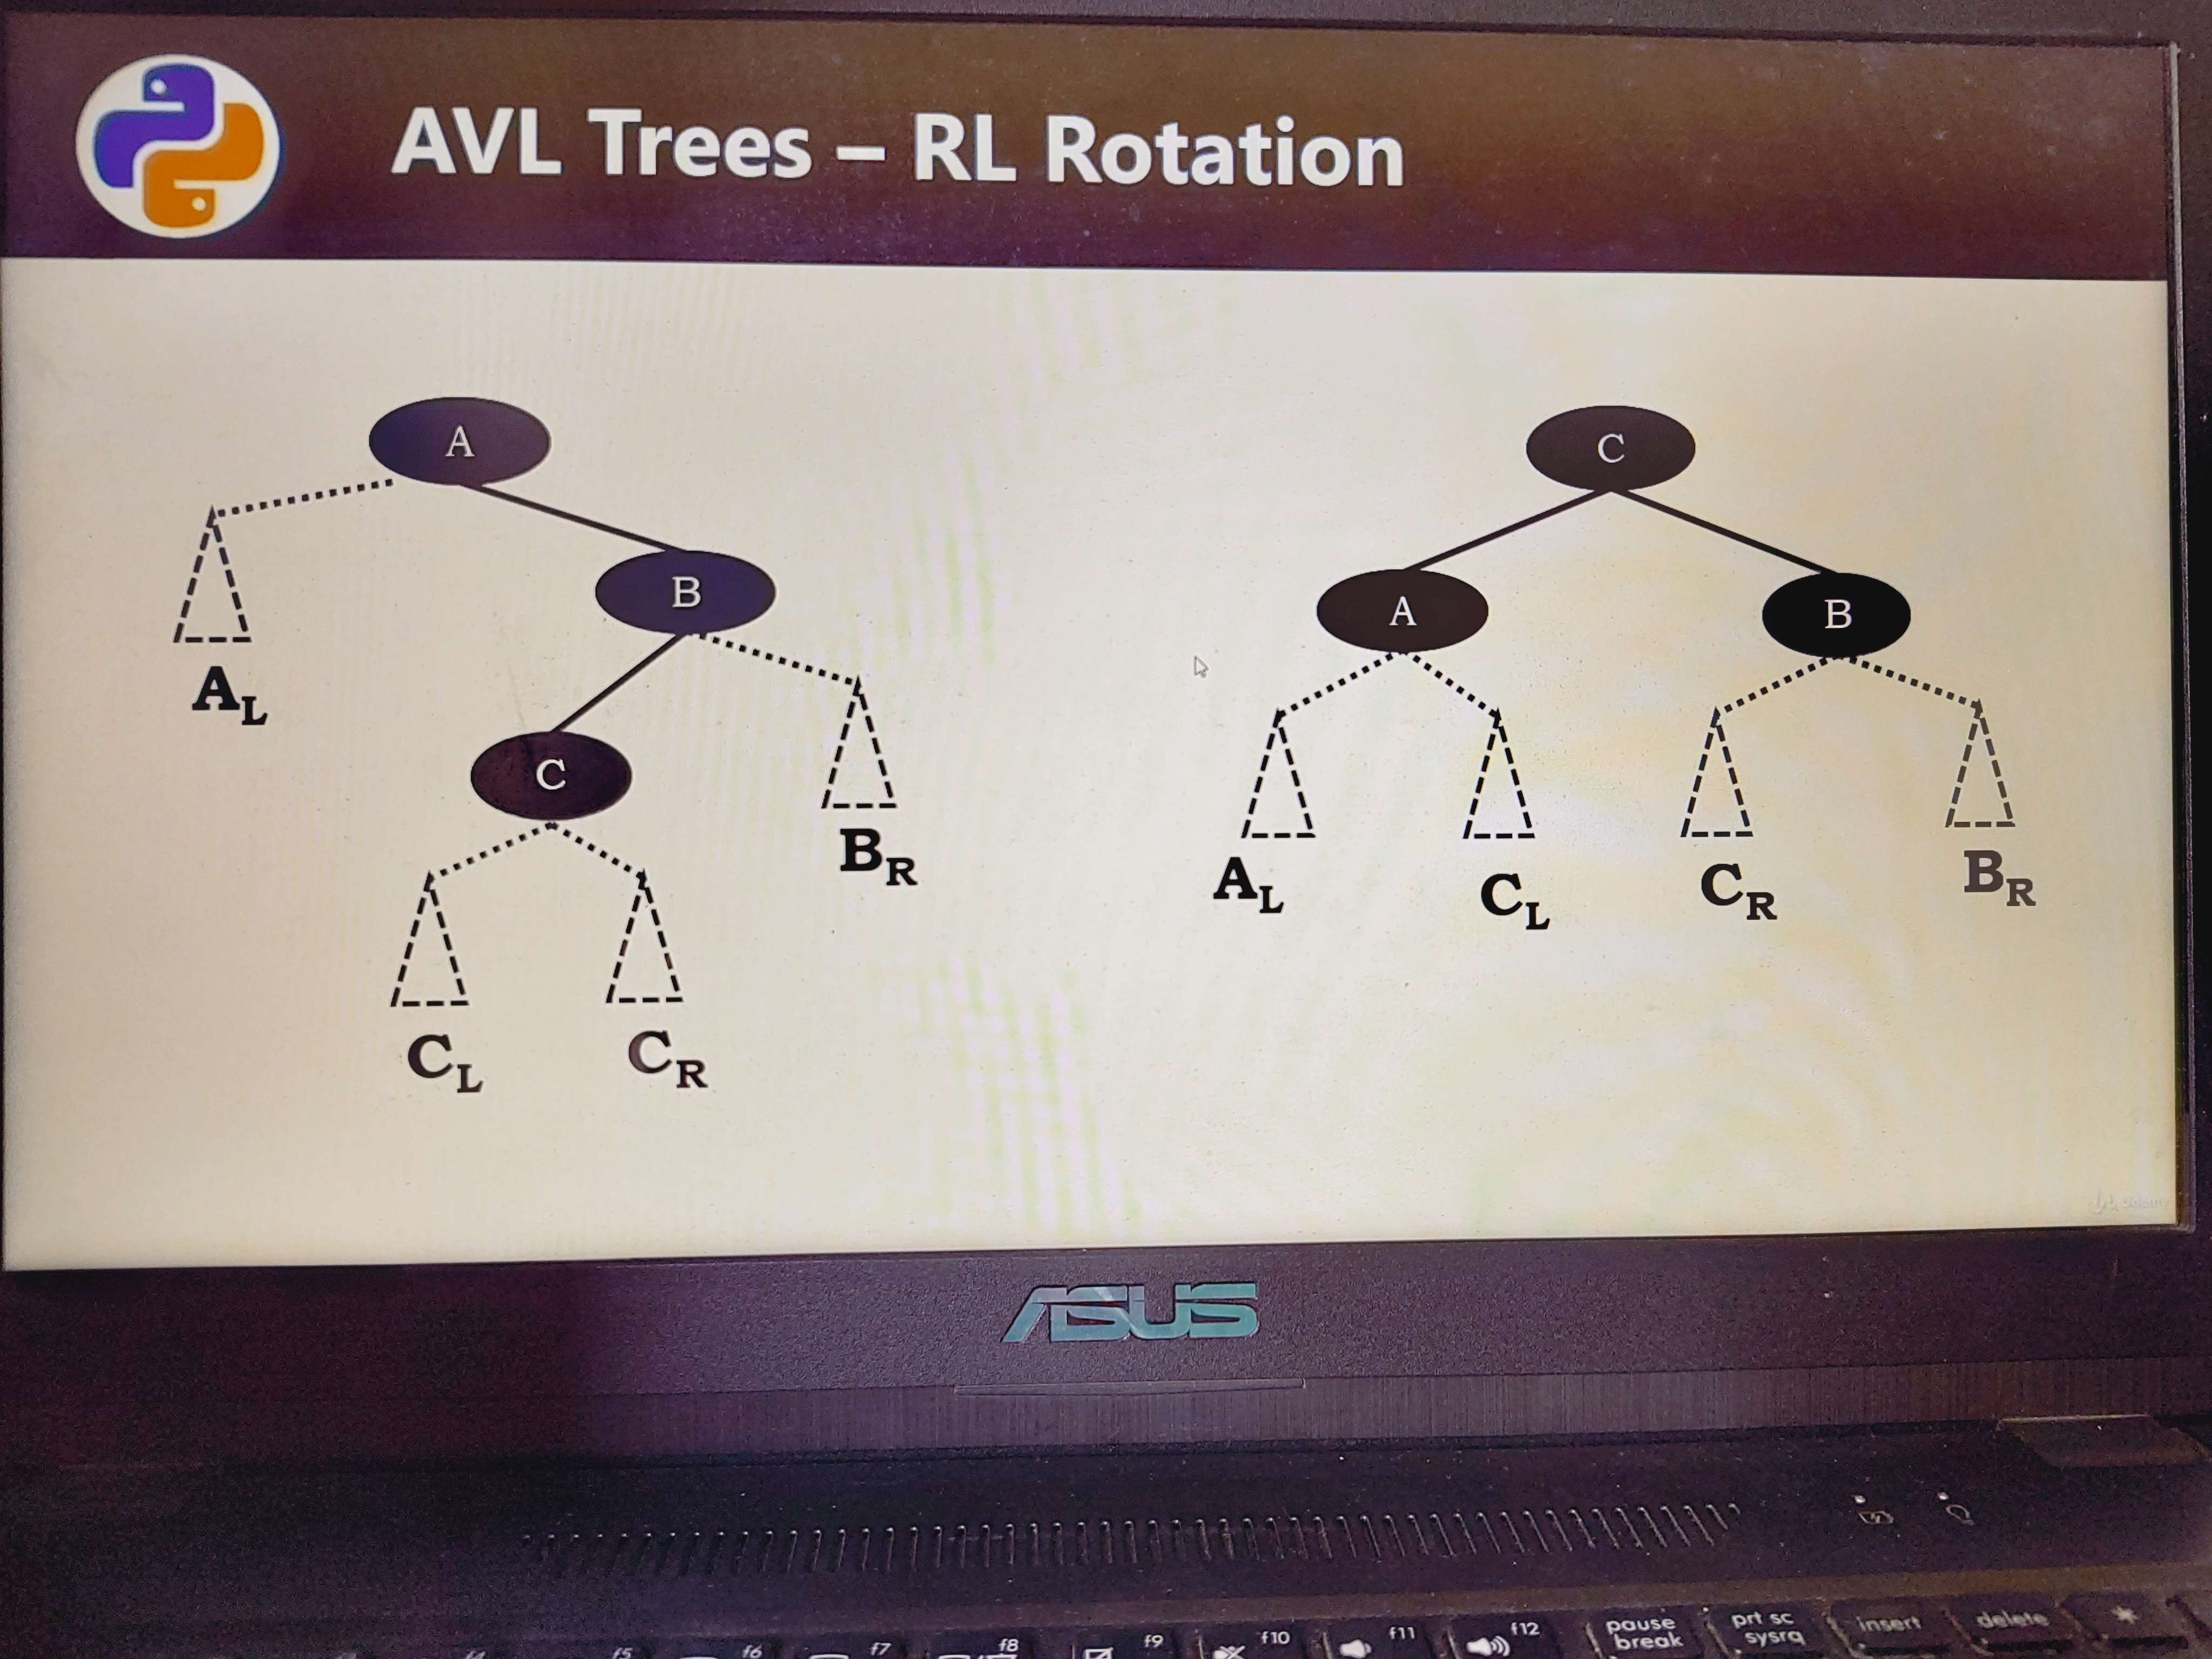 AVL Trees – RL Rotation
A
C
B
A
B
A_L
C
B_R
A_L
C_L
C_R
B_R
C_L
C_R
ASUS
f5
f6
f7
f8
f9
f10
f11
f12
pause
break
prt sc
sysrq
insert
delete
*